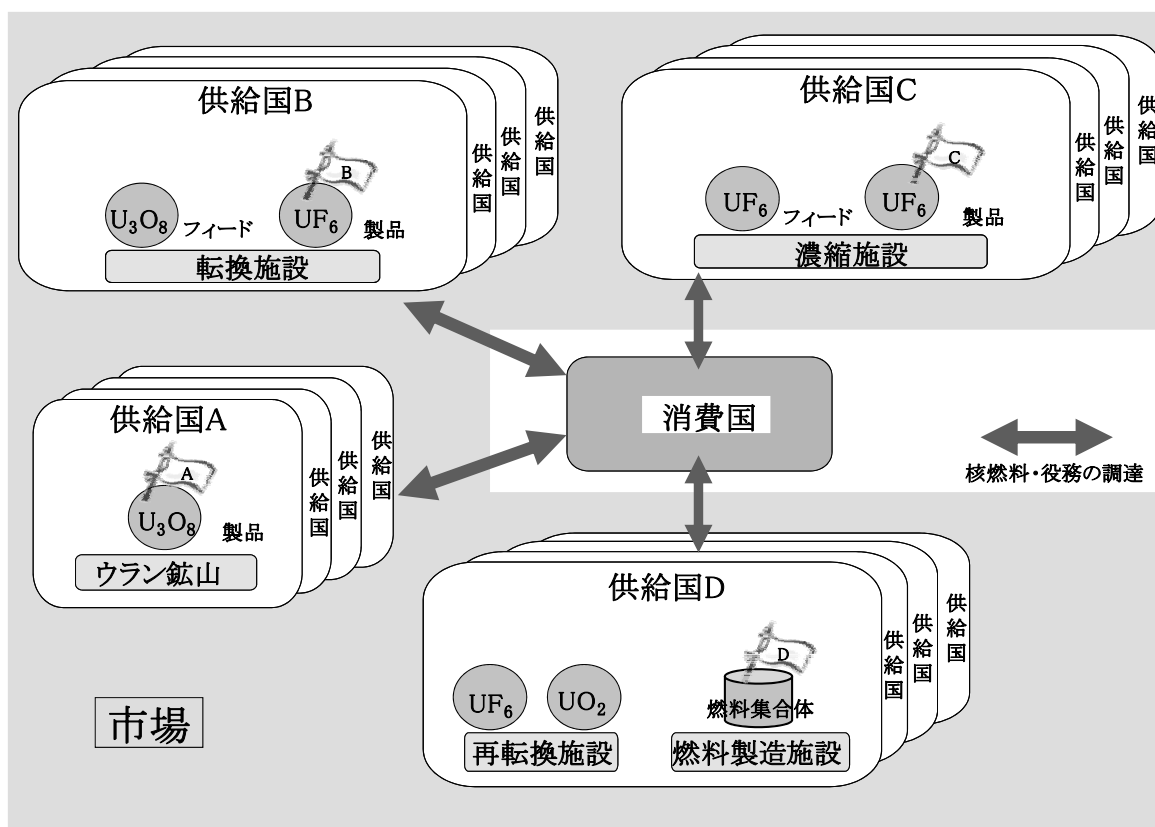 供給国B
B
U₃O₈ フィード UF₆ 製品
転換施設
供給国
供給国
供給国
供給国C
C
UF₆ フィード UF₆ 製品
濃縮施設
供給国
供給国
供給国
消費国
核燃料・役務の調達
供給国A
A
U₃O₈ 製品
ウラン鉱山
供給国
供給国
供給国
供給国D
D
UF₆ UO₂ 燃料集合体
再転換施設 燃料製造施設
供給国
供給国
供給国
市場